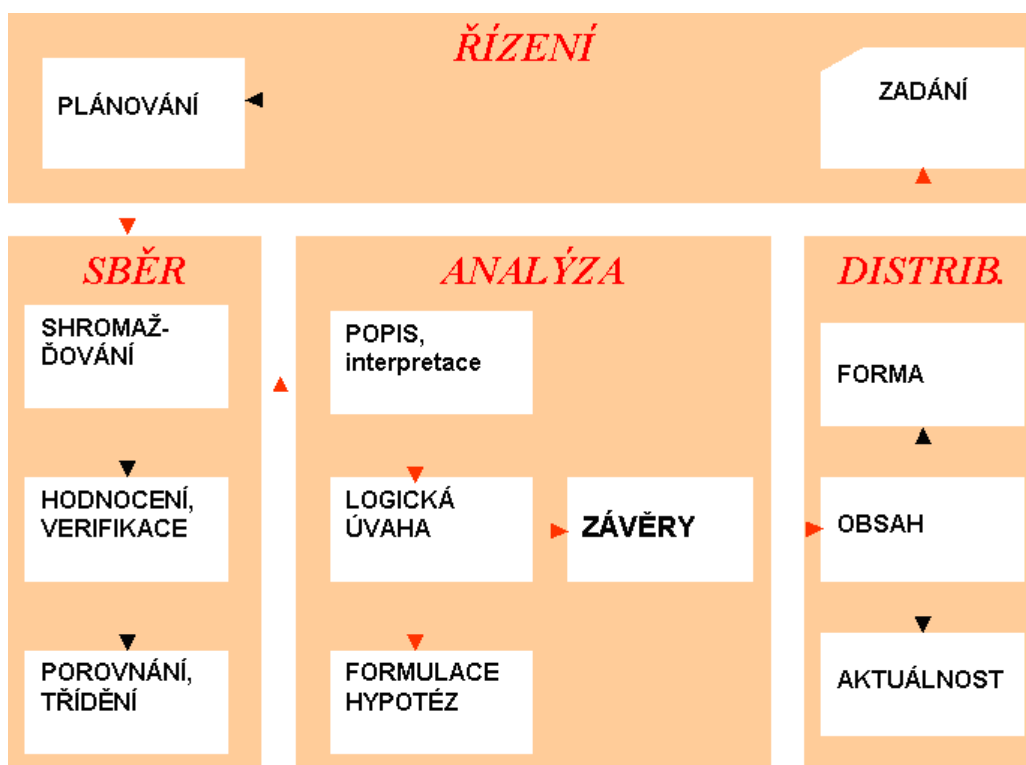 ŘÍZENÍ
PLÁNOVÁNÍ
ZADÁNÍ
SBĚR
SHROMAŽ-
ĎOVÁNÍ
HODNOCENÍ,
VERIFIKACE
POROVNÁNÍ,
TŘÍDĚNÍ
ANALÝZA
POPIS,
interpretace
LOGICKÁ
ÚVAHA
ZÁVĚRY
FORMULACE
HYPOTÉZ
DISTRIB.
FORMA
OBSAH
AKTUÁLNOST